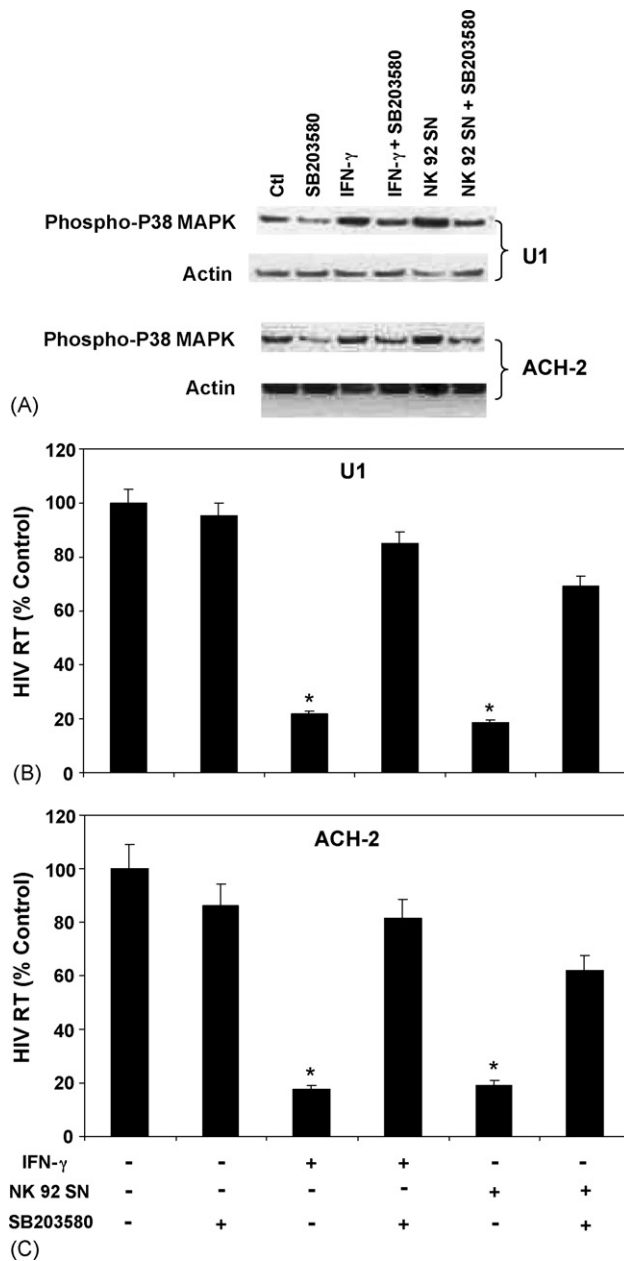 Ctl
SB203580
IFN-γ
IFN-γ + SB203580
NK 92 SN
NK 92 SN + SB203580
Phospho-P38 MAPK
Actin
U1
Phospho-P38 MAPK
Actin
ACH-2
(A)
U1
HIV RT (% Control)
120
100
80
60
40
20
0
* *
(B)
ACH-2
HIV RT (% Control)
120
100
80
60
40
20
0
* *
IFN-γ - - + + - -
NK 92 SN - - - - + +
SB203580 - + - + - +
(C)